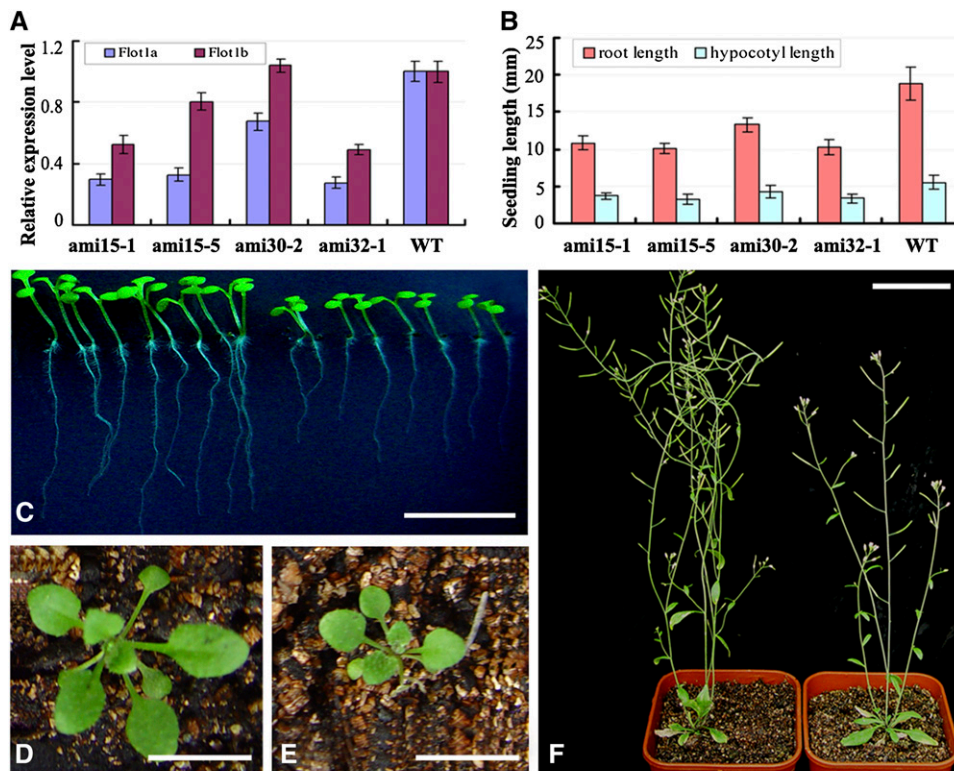 A
Relative expression level
1.2
0.8
0.4
0
Flot1a
Flot1b
ami15-1
ami15-5
ami30-2
ami32-1
WT
B
Seedling length (mm)
25
20
15
10
5
0
root length
hypocotyl length
ami15-1
ami15-5
ami30-2
ami32-1
WT
C
D
E
F